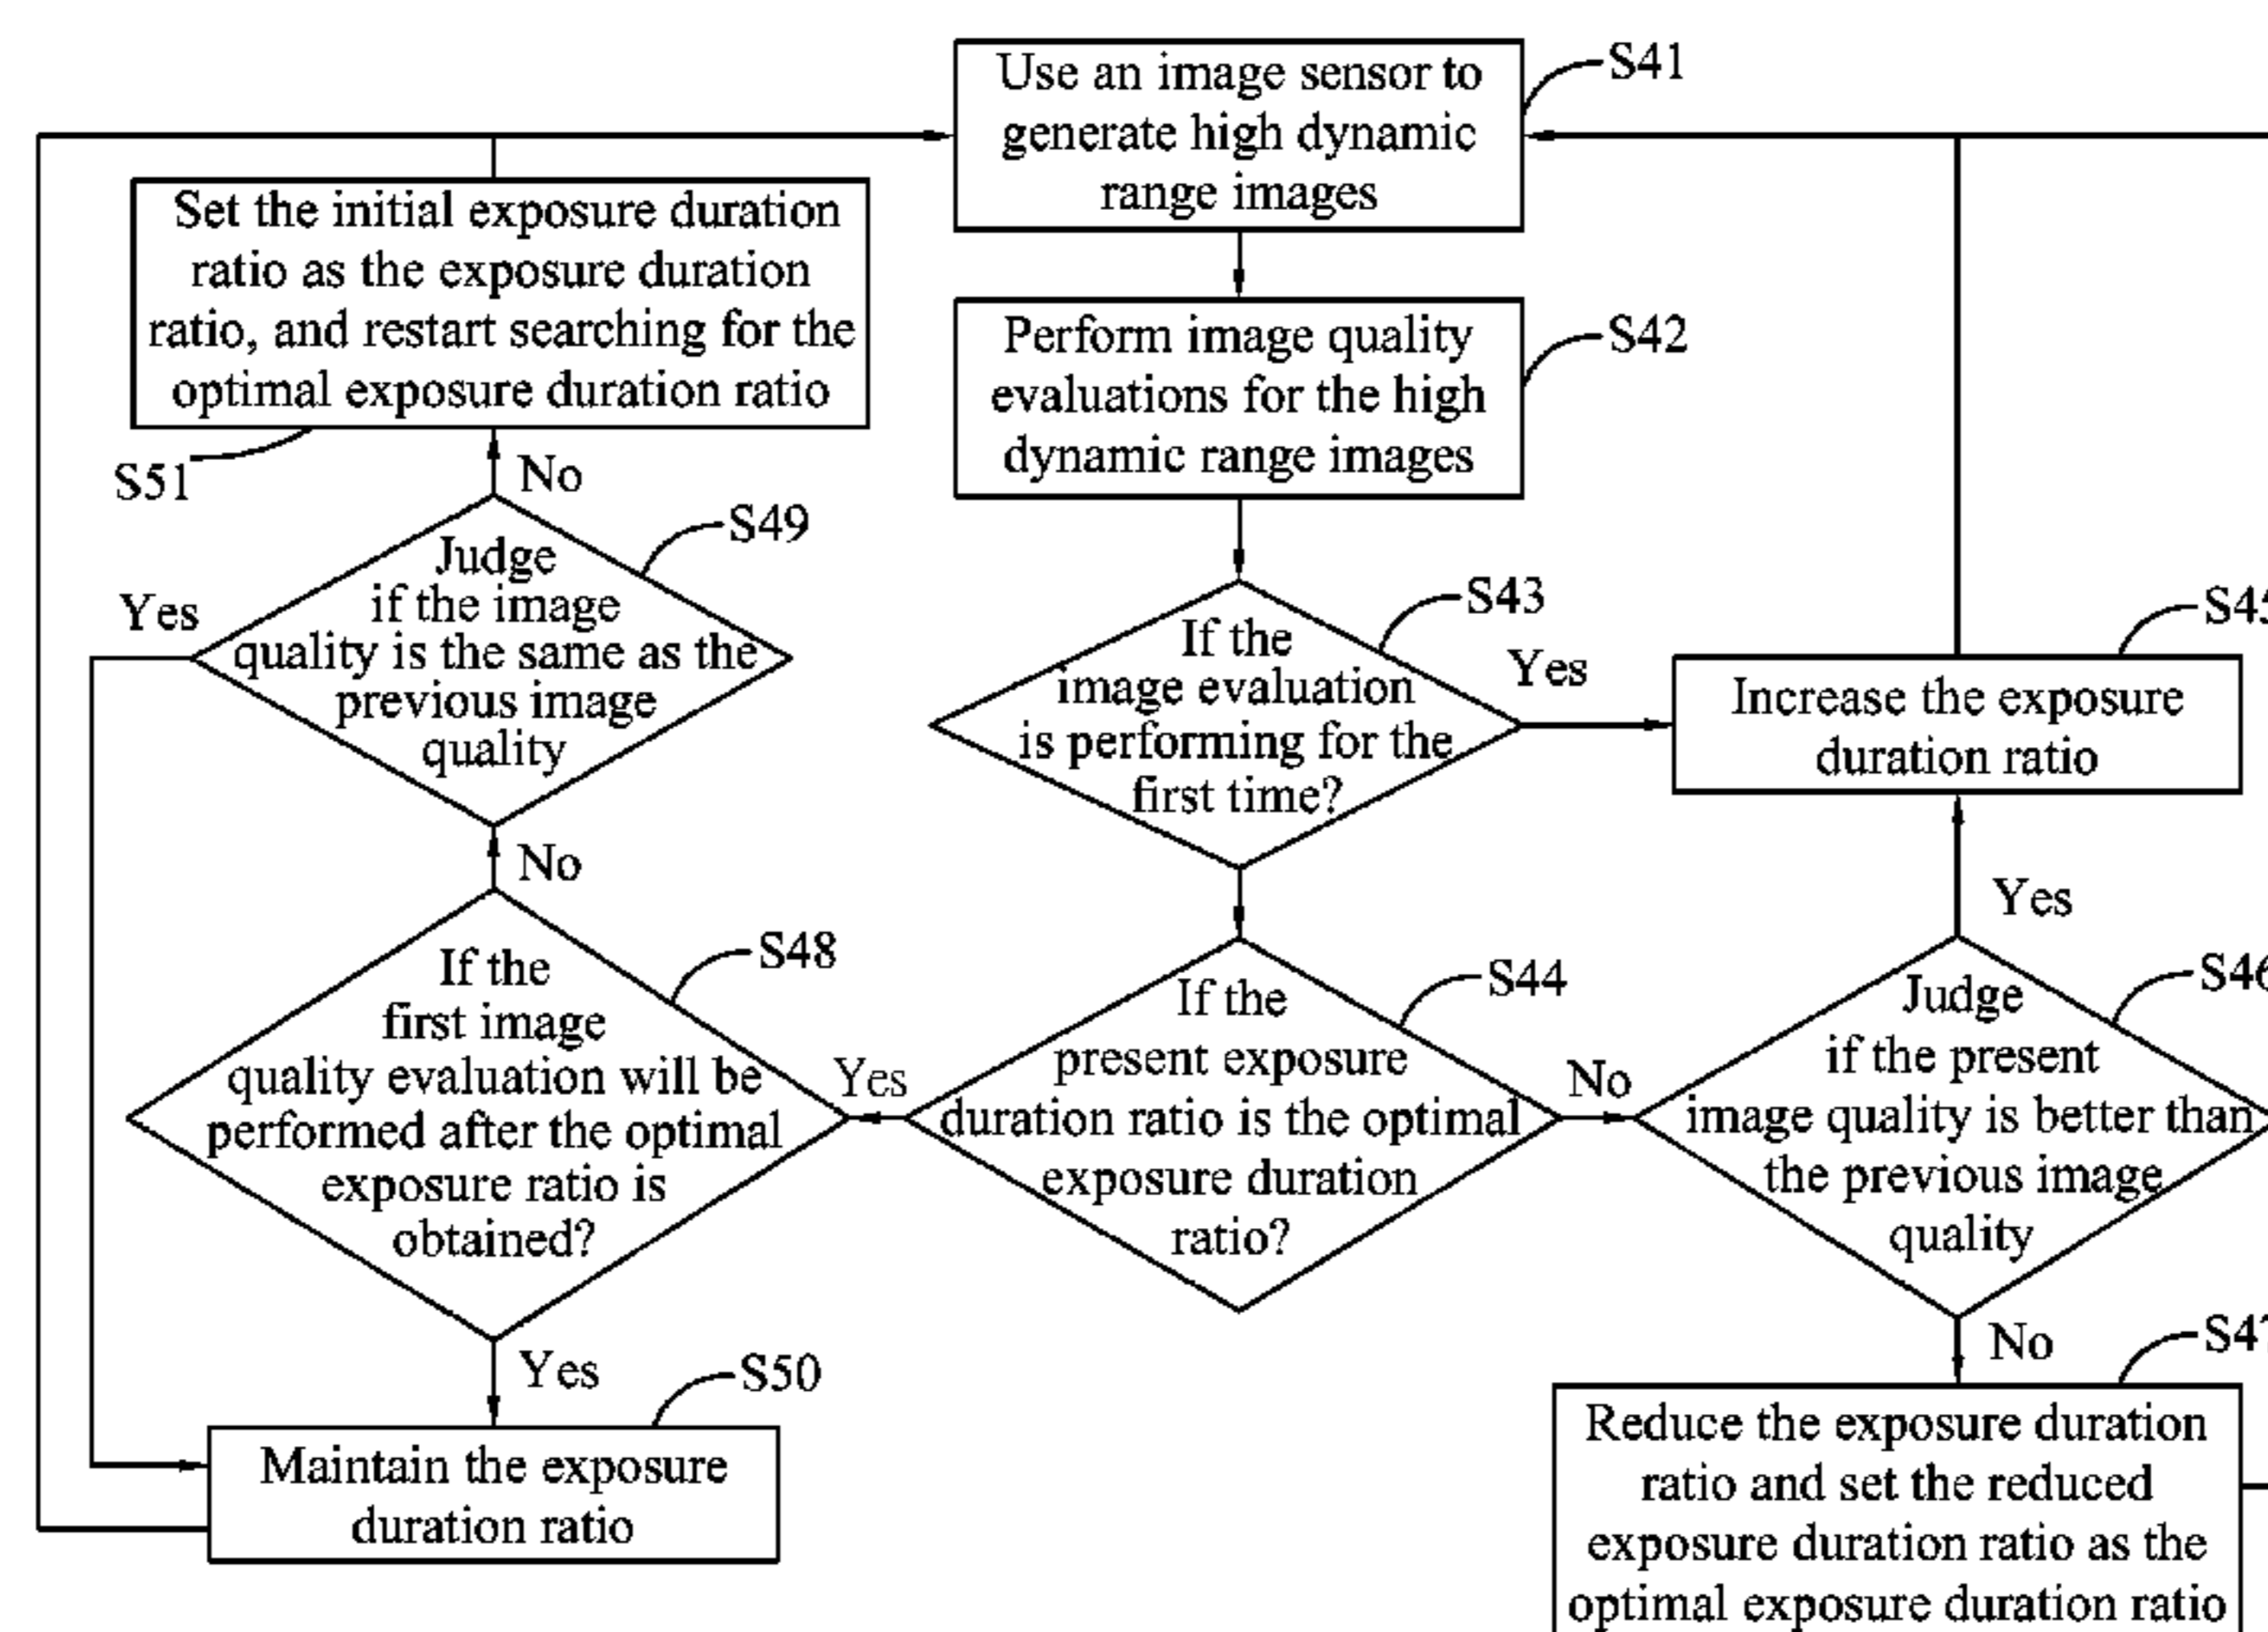 Use an image sensor to
generate high dynamic
range images
S41
Set the initial exposure duration
ratio as the exposure duration
ratio, and restart searching for the
optimal exposure duration ratio
S51
Perform image quality
evaluations for the high
dynamic range images
S42
No
Judge
if the image
quality is the same as the
previous image
quality
S49
Yes
If the
image evaluation
is performing for the
first time?
S43
Yes
Increase the exposure
duration ratio
S45
No
If the
first image
quality evaluation will be
performed after the optimal
exposure ratio is
obtained?
S48
Yes
If the
present exposure
duration ratio is the optimal
exposure duration
ratio?
S44
No
Yes
Judge
if the present
image quality is better than
the previous image
quality
S46
Yes
Maintain the exposure
duration ratio
S50
No
Reduce the exposure duration
ratio and set the reduced
exposure duration ratio as the
optimal exposure duration ratio
S47